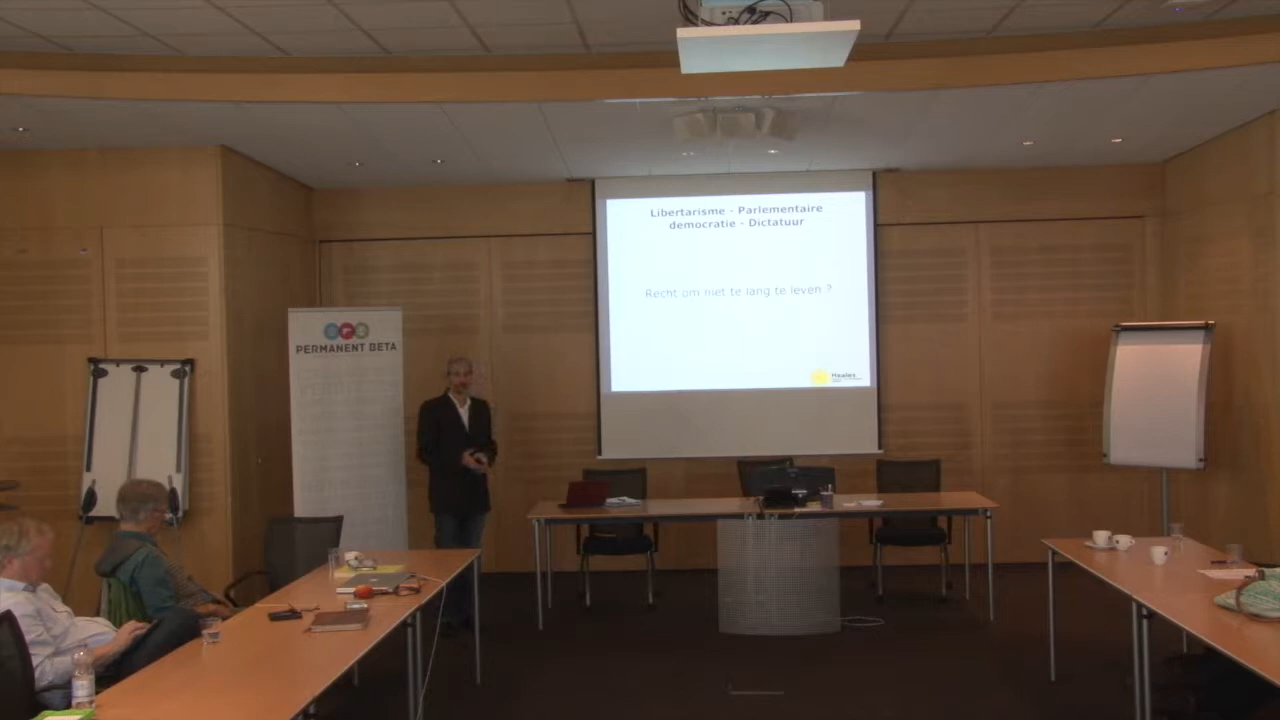 Libertarisme - Parlementaire
democratie - Dictatuur
Recht om niet te lang te leven ?
Heales
PERMANENT BETA